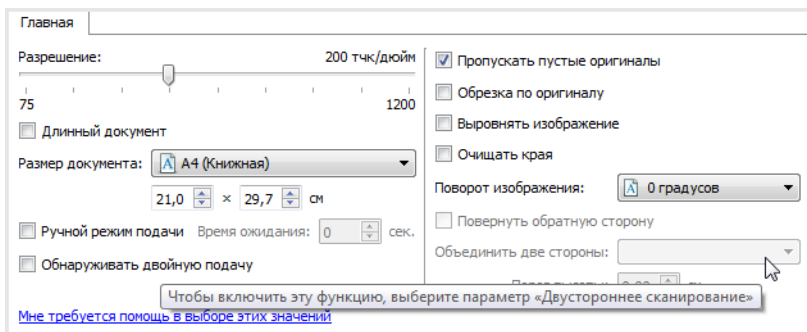 Главная
Разрешение: 200 тчк/дюйм
75 1200
Длинный документ
Размер документа: A4 (Книжная)
21,0 × 29,7 см
Ручной режим подачи Время ожидания: 0 сек.
Обнаруживать двойную подачу
Мне требуется помощь в выборе этих значений
Пропускать пустые оригиналы
Обрезка по оригиналу
Выровнять изображение
Очищать края
Поворот изображения: 0 градусов
Повернуть обратную сторону
Объединить две стороны:
Чтобы включить эту функцию, выберите параметр «Двустороннее сканирование»